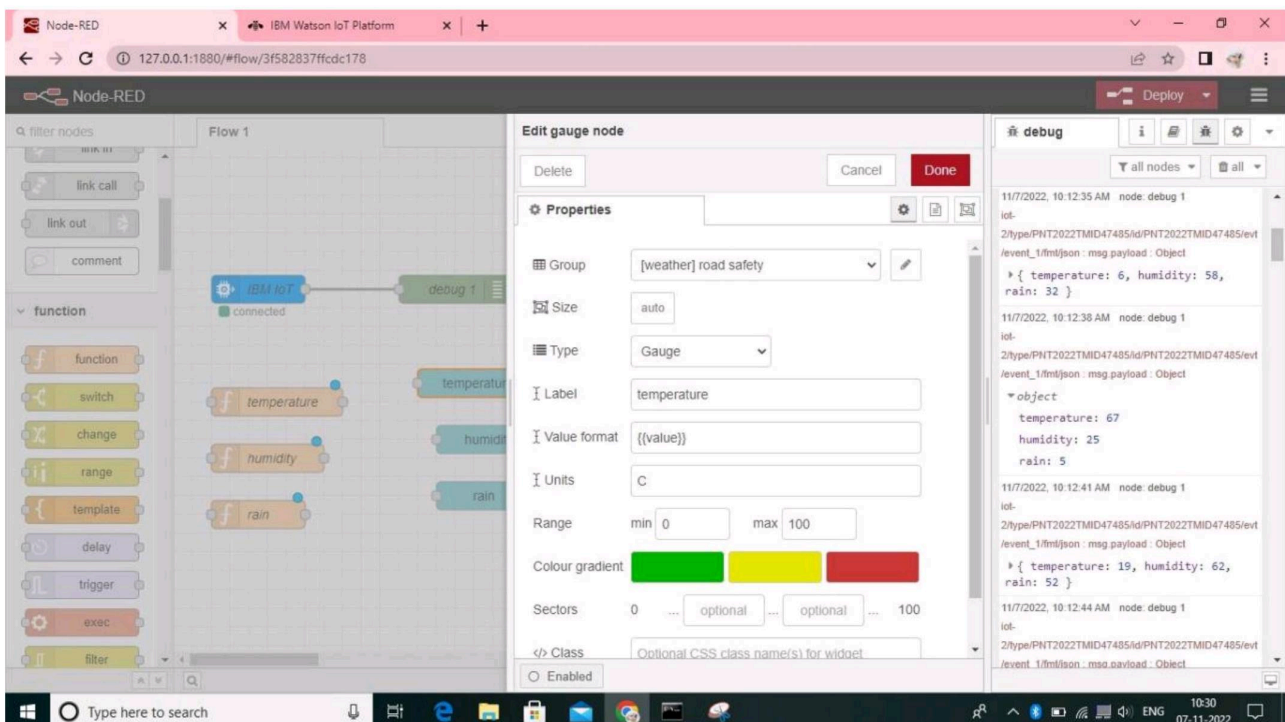 Node-RED
IBM Watson IoT Platform
127.0.0.1:1880/#flow/3f582837ffcdc178
Node-RED
Deploy
filter nodes
link in
link call
link out
comment
function
function
switch
change
range
template
delay
trigger
exec
filter
Flow 1
IBM IoT
connected
debug 1
temperature
humidity
rain
temperatur
humidit
rain
Edit gauge node
Delete
Cancel
Done
Properties
Group
[weather] road safety
Size
auto
Type
Gauge
Label
temperature
Value format
{{value}}
Units
C
Range
min 0
max 100
Colour gradient
Sectors
0 ... optional ... optional ... 100
</> Class
Optional CSS class name(s) for widget
Enabled
debug
i
all nodes
all
11/7/2022, 10:12:35 AM node: debug 1
iot-
2/type/PNT2022TMID47485/id/PNT2022TMID47485/evt
/event_1/fmt/json : msg.payload : Object
{ temperature: 6, humidity: 58,
rain: 32 }
11/7/2022, 10:12:38 AM node: debug 1
iot-
2/type/PNT2022TMID47485/id/PNT2022TMID47485/evt
/event_1/fmt/json : msg.payload : Object
object
temperature: 67
humidity: 25
rain: 5
11/7/2022, 10:12:41 AM node: debug 1
iot-
2/type/PNT2022TMID47485/id/PNT2022TMID47485/evt
/event_1/fmt/json : msg.payload : Object
{ temperature: 19, humidity: 62,
rain: 52 }
11/7/2022, 10:12:44 AM node: debug 1
iot-
2/type/PNT2022TMID47485/id/PNT2022TMID47485/evt
/event_1/fmt/json : msg.payload : Object
Type here to search
ENG
10:30
07-11-2022